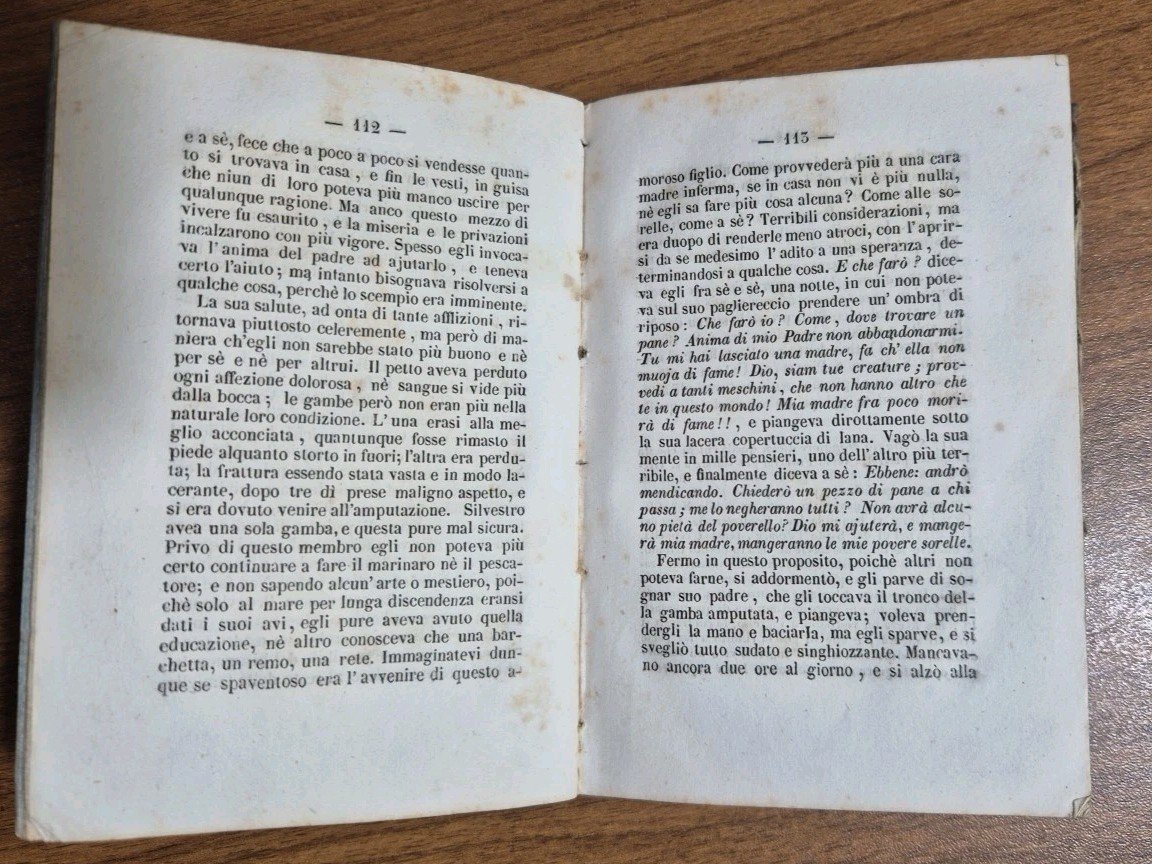 — 112 —
e a sè, fece che a poco a poco si vendesse quan-
to si trovava in casa, e fin le vesti, in guisa
che niun di loro poteva più manco uscire per
qualunque ragione. Ma anco questo mezzo di
vivere fu esaurito, e la miseria e le privazioni
incalzarono con più vigore. Spesso egli invoca-
va l'anima del padre ad ajutarlo, e teneva
certo l'aiuto; ma intanto bisognava risolversi a
qualche cosa, perchè lo scempio era imminente.
La sua salute, ad onta di tante afflizioni, ri-
tornava piuttosto celeremente, ma però di ma-
niera ch'egli non sarebbe stato più buono e nè
per sè e nè per altrui. Il petto aveva perduto
ogni affezione dolorosa, nè sangue si vide più
dalla bocca; le gambe però non eran più nella
naturale loro condizione. L'una erasi alla me-
glio acconciata, quantunque fosse rimasto il
piede alquanto storto in fuori; l'altra era perdu-
ta; la frattura essendo stata vasta e in modo la-
cerante, dopo tre dì prese maligno aspetto, e
si era dovuto venire all'amputazione. Silvestro
avea una sola gamba, e questa pure mal sicura.
Privo di questo membro egli non poteva più
certo continuare a fare il marinaro nè il pesca-
tore; e non sapendo alcun'arte o mestiero, poi-
chè solo al mare per lunga discendenza eransi
dati i suoi avi, egli pure aveva avuto quella
educazione, nè altro conosceva che una bar-
chetta, un remo, una rete. Immaginatevi dun-
que se spaventoso era l'avvenire di questo a-
— 113 —
moroso figlio. Come provvederà più a una cara
madre inferma, se in casa non vi è più nulla,
nè egli sa fare più cosa alcuna? Come alle so-
relle, come a sè? Terribili considerazioni, ma
era duopo di renderle meno atroci, con l'aprir-
si da se medesimo l'adito a una speranza, de-
terminandosi a qualche cosa. E che farò? dice-
va egli fra sè e sè, una notte, in cui non pote-
va sul suo pagliereccio prendere un'ombra di
riposo: Che farò io? Come, dove trovare un
pane? Anima di mio Padre non abbandonarmi.
Tu mi hai lasciato una madre, fa ch'ella non
muoja di fame! Dio, siam tue creature; prov-
vedi a tanti meschini, che non hanno altro che
te in questo mondo! Mia madre fra poco mori-
rà di fame!!, e piangeva dirottamente sotto
la sua lacera copertuccia di lana. Vagò la sua
mente in mille pensieri, uno dell'altro più ter-
ribile, e finalmente diceva a sè: Ebbene: andrò
mendicando. Chiederò un pezzo di pane a chi
passa; me lo negheranno tutti? Non avrà alcu-
no pietà del poverello? Dio mi ajuterà, e mange-
rà mia madre, mangeranno le mie povere sorelle.
Fermo in questo proposito, poichè altri non
poteva farne, si addormentò, e gli parve di so-
gnar suo padre, che gli toccava il tronco del-
la gamba amputata, e piangeva; voleva pren-
dergli la mano e baciarla, ma egli sparve, e si
svegliò tutto sudato e singhiozzante. Mancava-
no ancora due ore al giorno, e si alzò alla